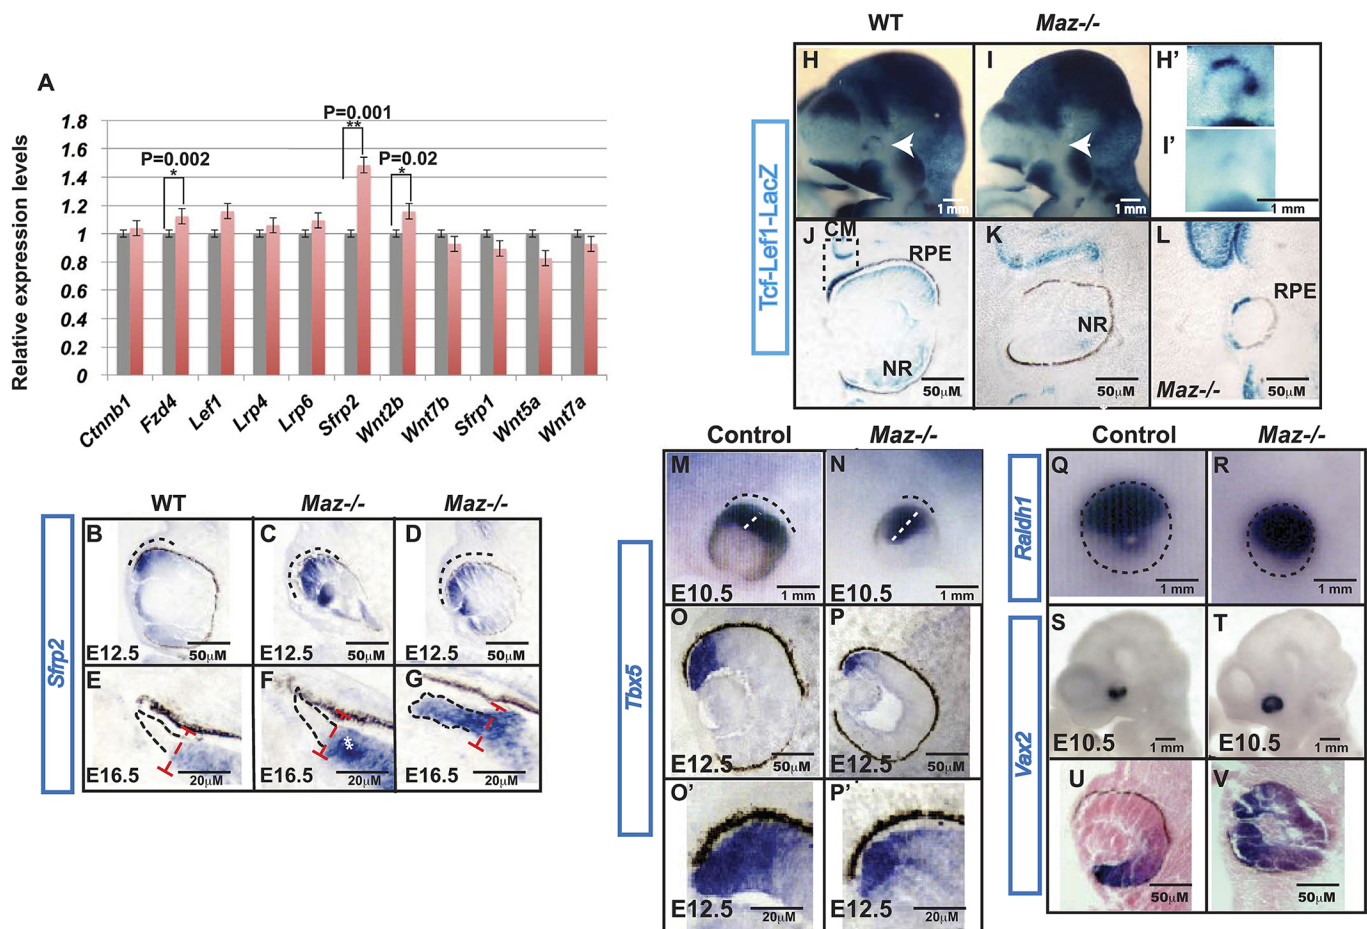 A
Relative expression levels
1.8
1.6
1.4
1.2
1
0.8
0.6
0.4
0.2
0
P=0.002
*
P=0.001
**
P=0.02
*
Ctnnb1
Fzd4
Lef1
Lrp4
Lrp6
Sfrp2
Wnt2b
Wnt7b
Sfrp1
Wnt5a
Wnt7a
WT Maz-/-
Tcf-Lef1-LacZ
H
1 mm
I
1 mm
H'
I'
1 mm
J
CM
RPE
NR
50µM
K
NR
50µM
L
RPE
Maz-/-
50µM
WT Maz-/- Maz-/-
Sfrp2
B
E12.5
50µM
C
E12.5
50µM
D
E12.5
50µM
E
E16.5
20µM
F
*
**
E16.5
20µM
G
E16.5
20µM
Control Maz-/-
Tbx5
M
E10.5
1 mm
N
E10.5
1 mm
O
E12.5
50µM
P
E12.5
50µM
O'
E12.5
20µM
P'
E12.5
20µM
Control Maz-/-
Raldh1
Q
1 mm
R
1 mm
Vax2
S
E10.5
1 mm
T
E10.5
1 mm
U
50µM
V
50µM